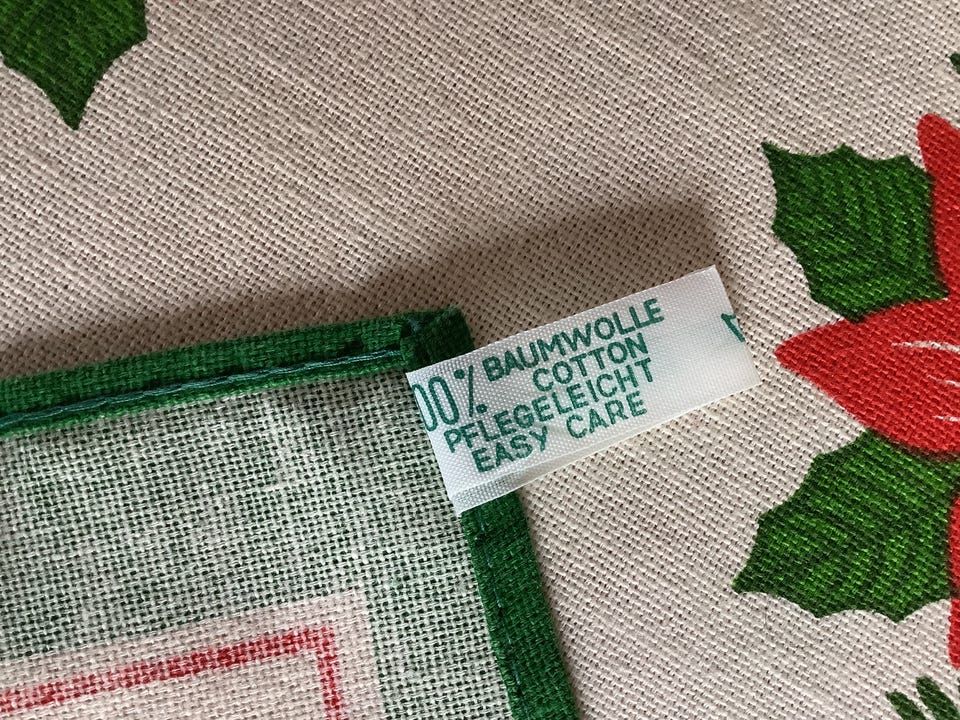 00% BAUMWOLLE
COTTON
PFLEGELEICHT
EASY CARE